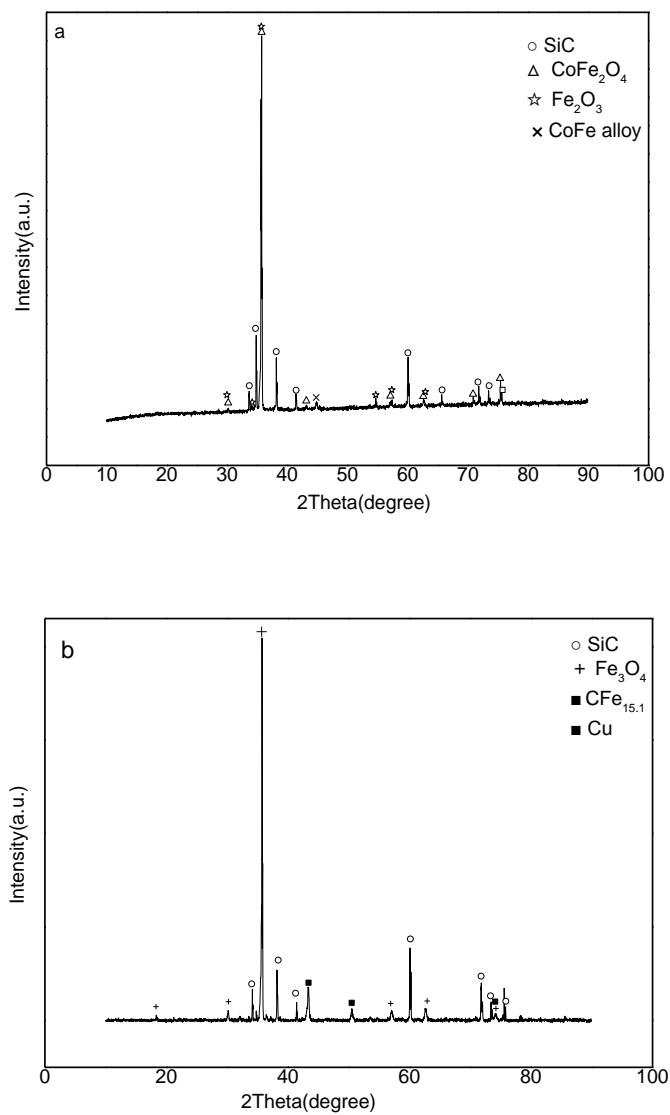 a
○ SiC
△ CoFe₂O₄
☆ Fe₂O₃
× CoFe alloy
Intensity(a.u.)
0 10 20 30 40 50 60 70 80 90 100
2Theta(degree)
b
○ SiC
+ Fe₃O₄
■ CFe₁₅.₁
■ Cu
Intensity(a.u.)
0 20 40 60 80 100
2Theta(degree)